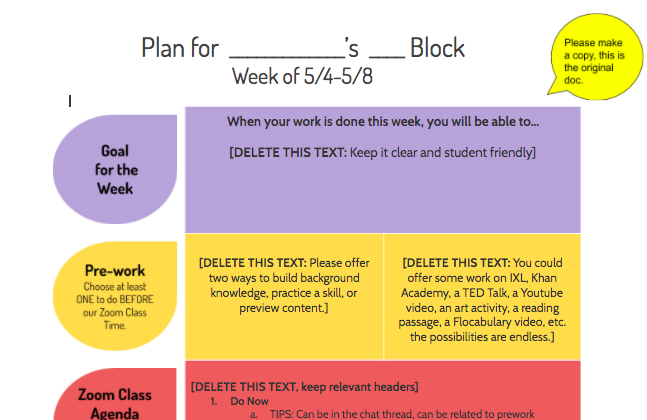 Plan for ____________'s ____ Block
Week of 5/4-5/8
Please make
a copy, this is
the original
doc.
Goal
for the
Week
When your work is done this week, you will be able to...
[DELETE THIS TEXT: Keep it clear and student friendly]
Pre-work
Choose at least
ONE to do BEFORE
our Zoom Class
Time.
[DELETE THIS TEXT: Please offer
two ways to build background
knowledge, practice a skill, or
preview content.]
[DELETE THIS TEXT: You could
offer some work on IXL, Khan
Academy, a TED Talk, a Youtube
video, an art activity, a reading
passage, a Flocabulary video, etc.
the possibilities are endless.]
Zoom Class
Agenda
[DELETE THIS TEXT, keep relevant headers]
1. Do Now
a. TIPS: Can be in the chat thread, can be related to prework